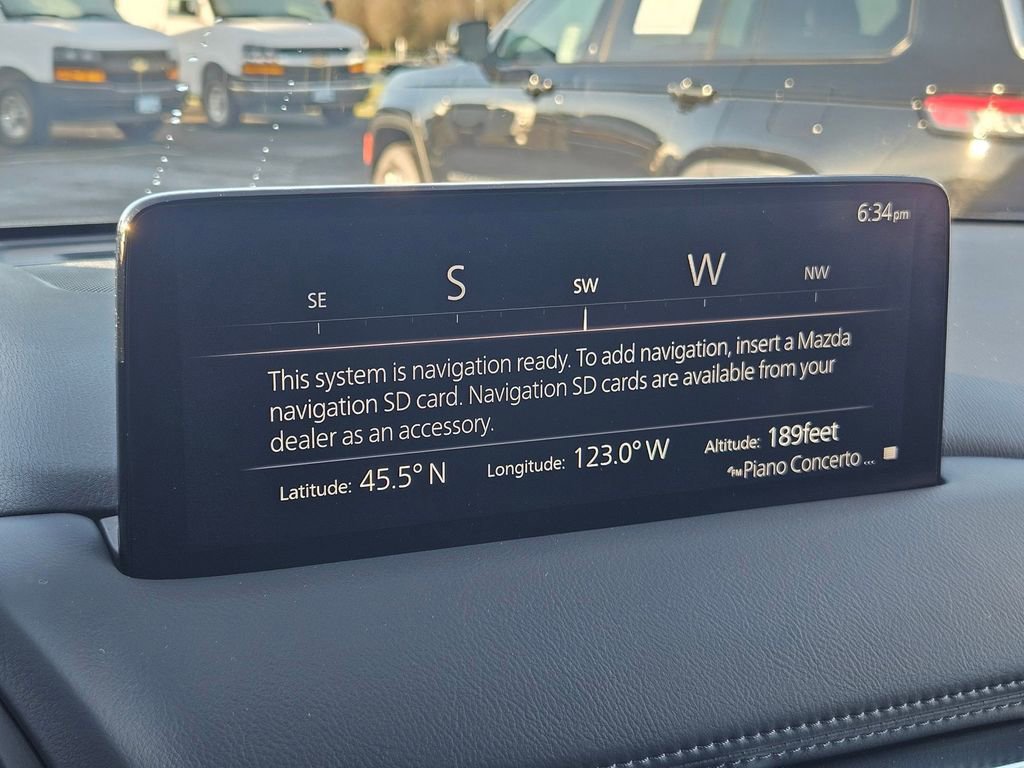 6:34pm
SE S SW W NW
This system is navigation ready. To add navigation, insert a Mazda
navigation SD card. Navigation SD cards are available from your
dealer as an accessory.
Latitude: 45.5° N Longitude: 123.0° W Altitude: 189feet
FM Piano Concerto ...